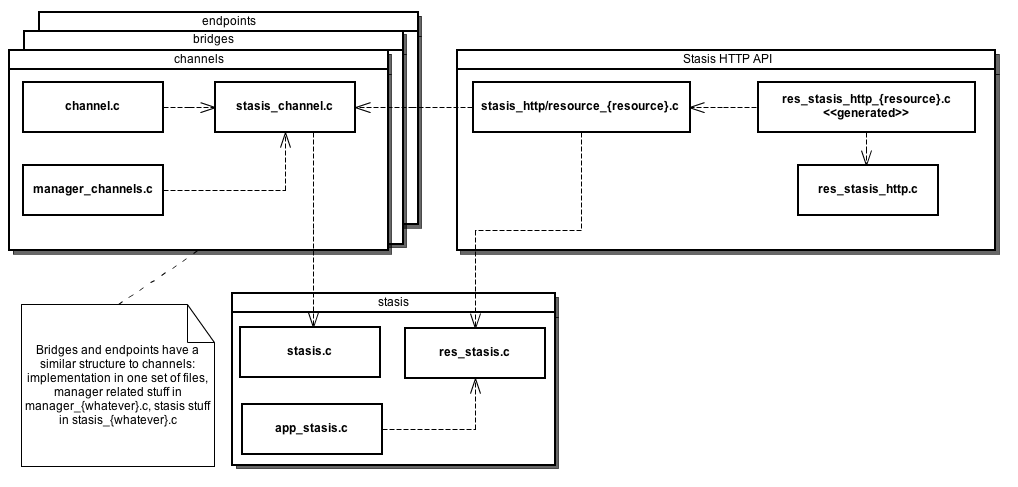 endpoints
bridges
channels
channel.c
stasis_channel.c
manager_channels.c
Stasis HTTP API
stasis_http/resource_{resource}.c
res_stasis_http_{resource}.c
<<generated>>
res_stasis_http.c
Bridges and endpoints have a
similar structure to channels:
implementation in one set of files,
manager related stuff in
manager_{whatever}.c, stasis stuff
in stasis_{whatever}.c
stasis
stasis.c
res_stasis.c
app_stasis.c